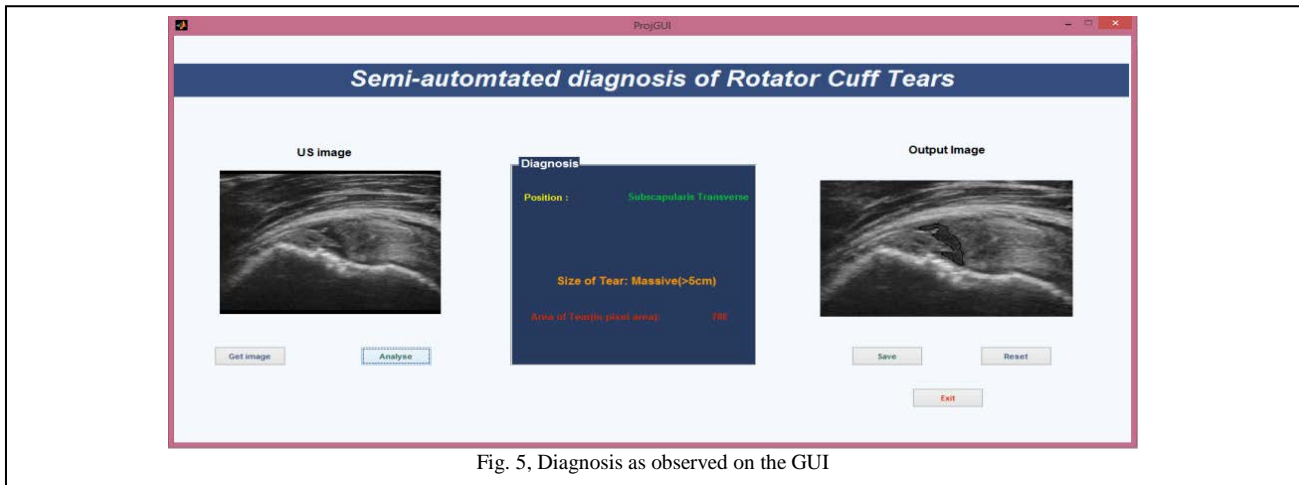 ProjGUI
Semi-automtated diagnosis of Rotator Cuff Tears
US image
Output Image
Diagnosis
Position :
Subscapularis Transverse
Size of Tear: Massive(>5cm)
Area of Tear(in pixel area):
Get image
Analyse
Save
Reset
Exit
Fig. 5, Diagnosis as observed on the GUI